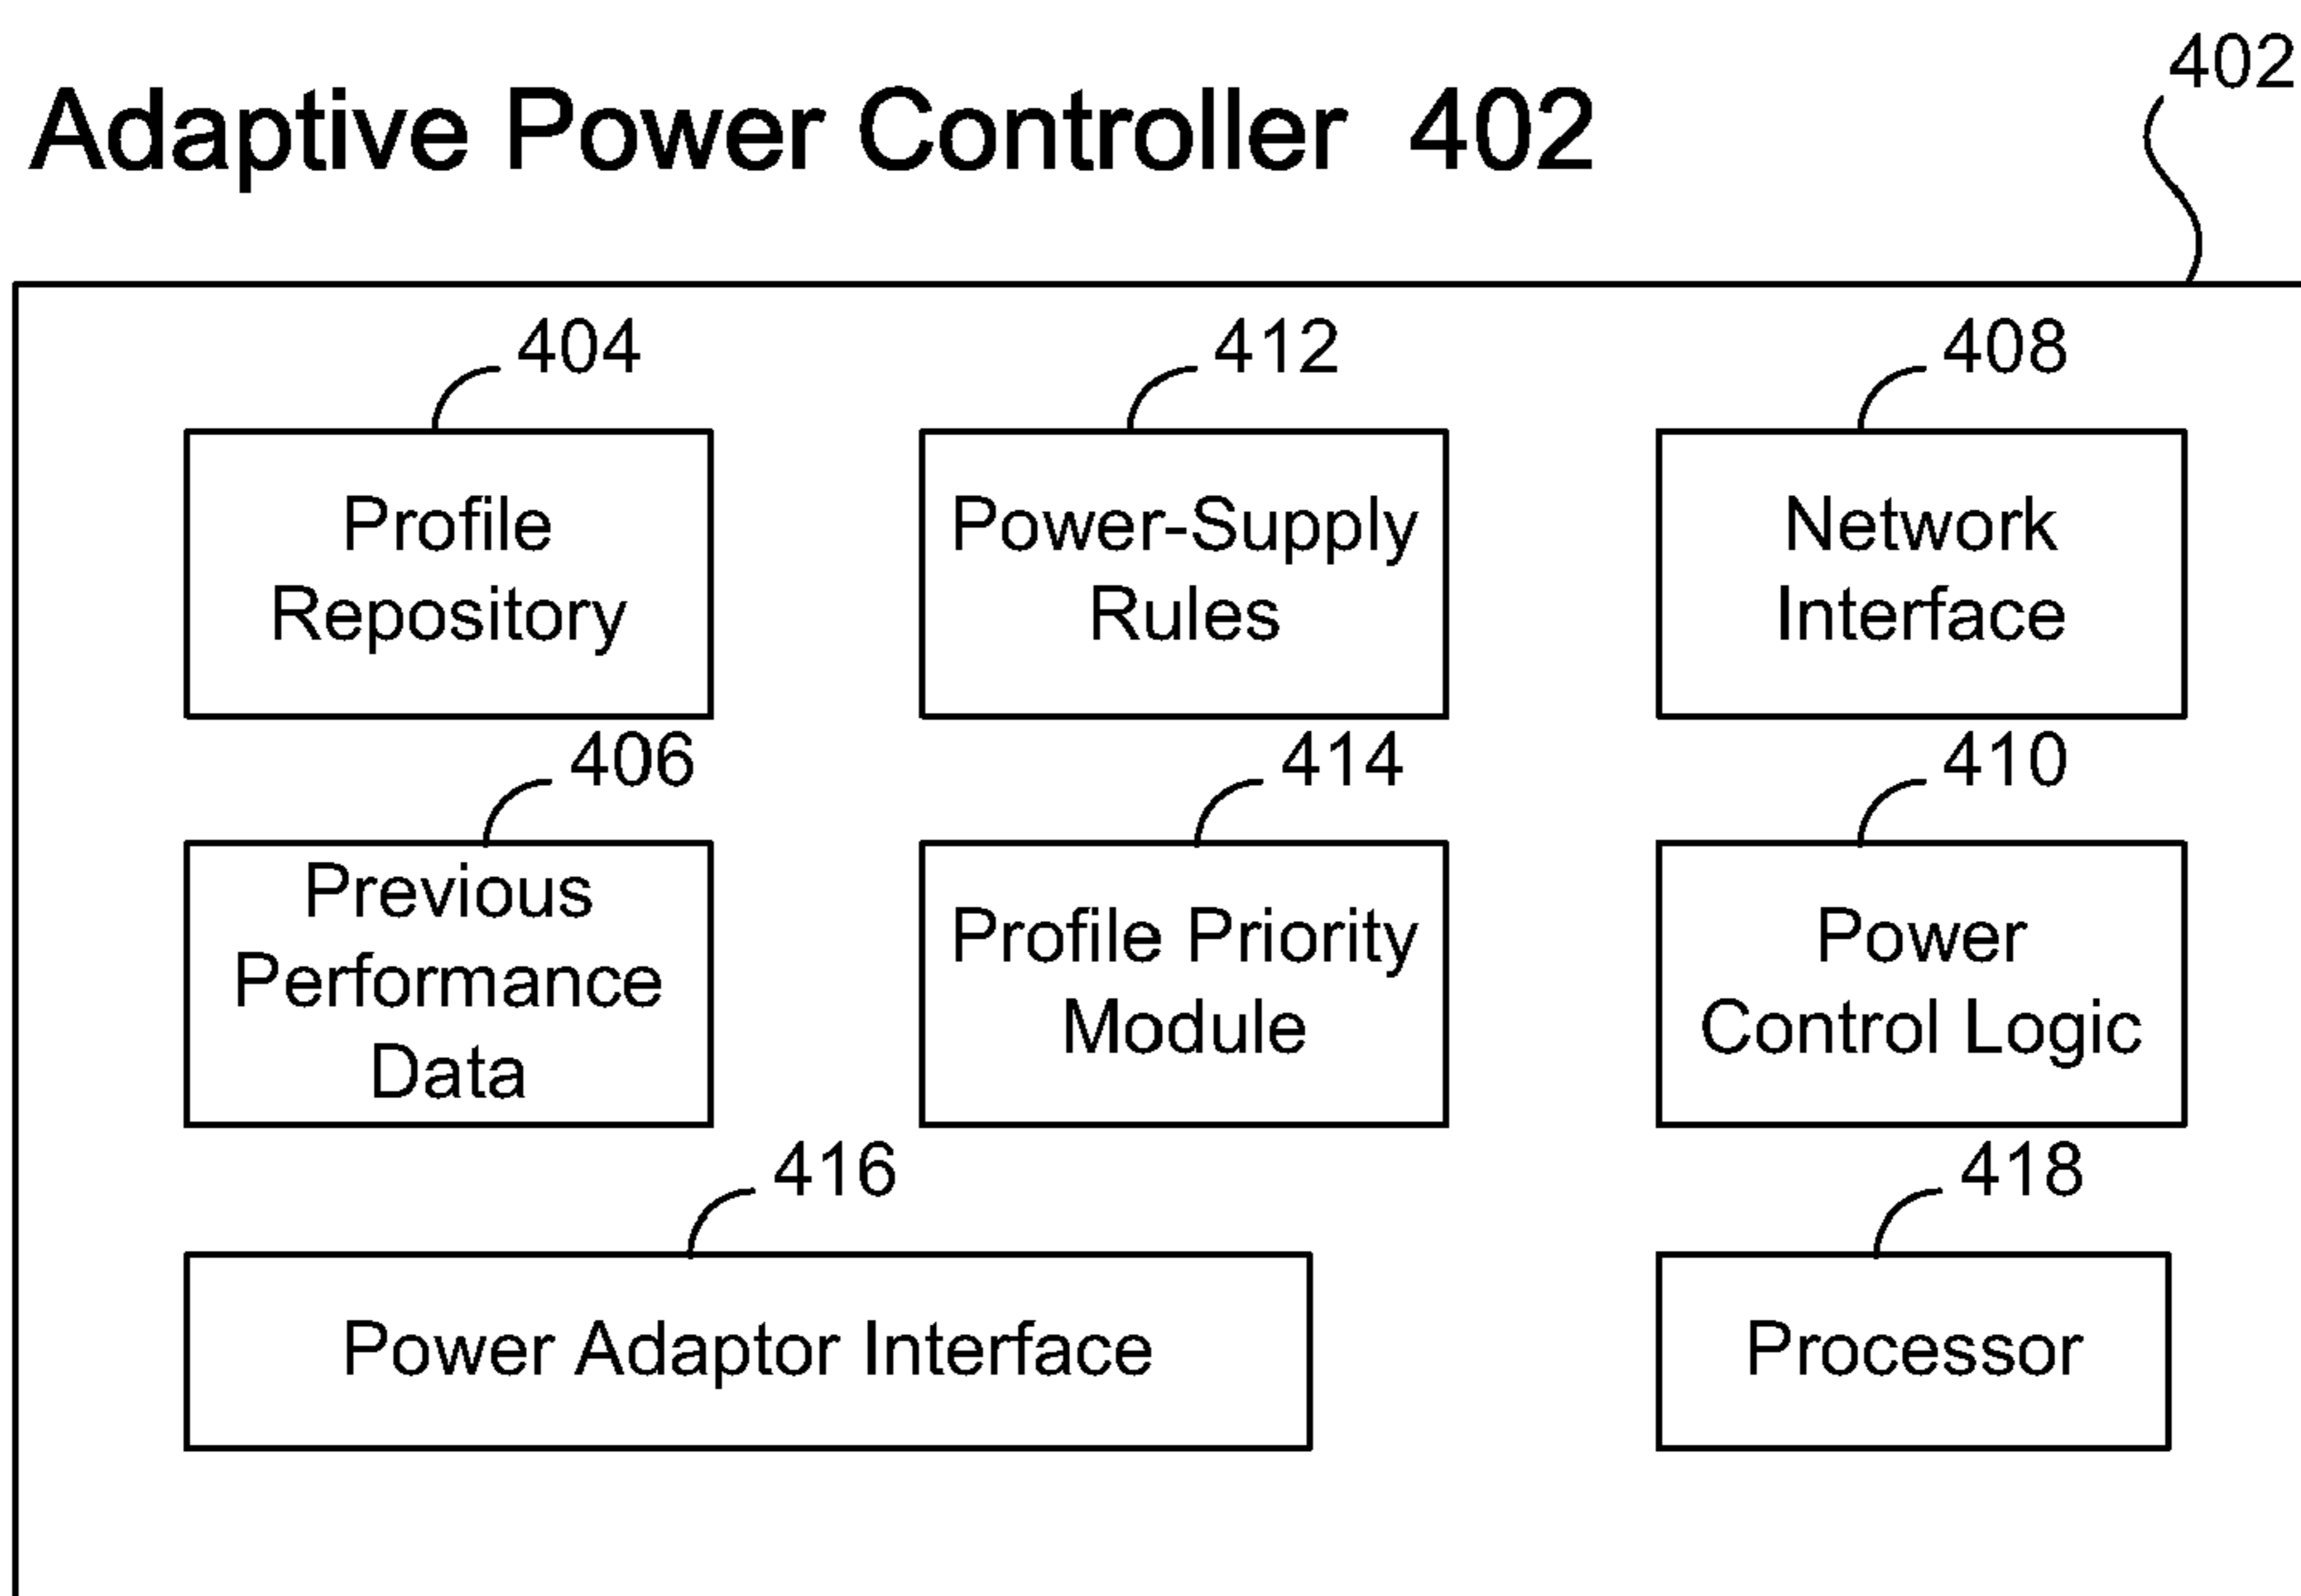 402
Adaptive Power Controller 402
404
Profile
Repository
412
Power-Supply
Rules
408
Network
Interface
406
Previous
Performance
Data
414
Profile Priority
Module
410
Power
Control Logic
416
Power Adaptor Interface
418
Processor